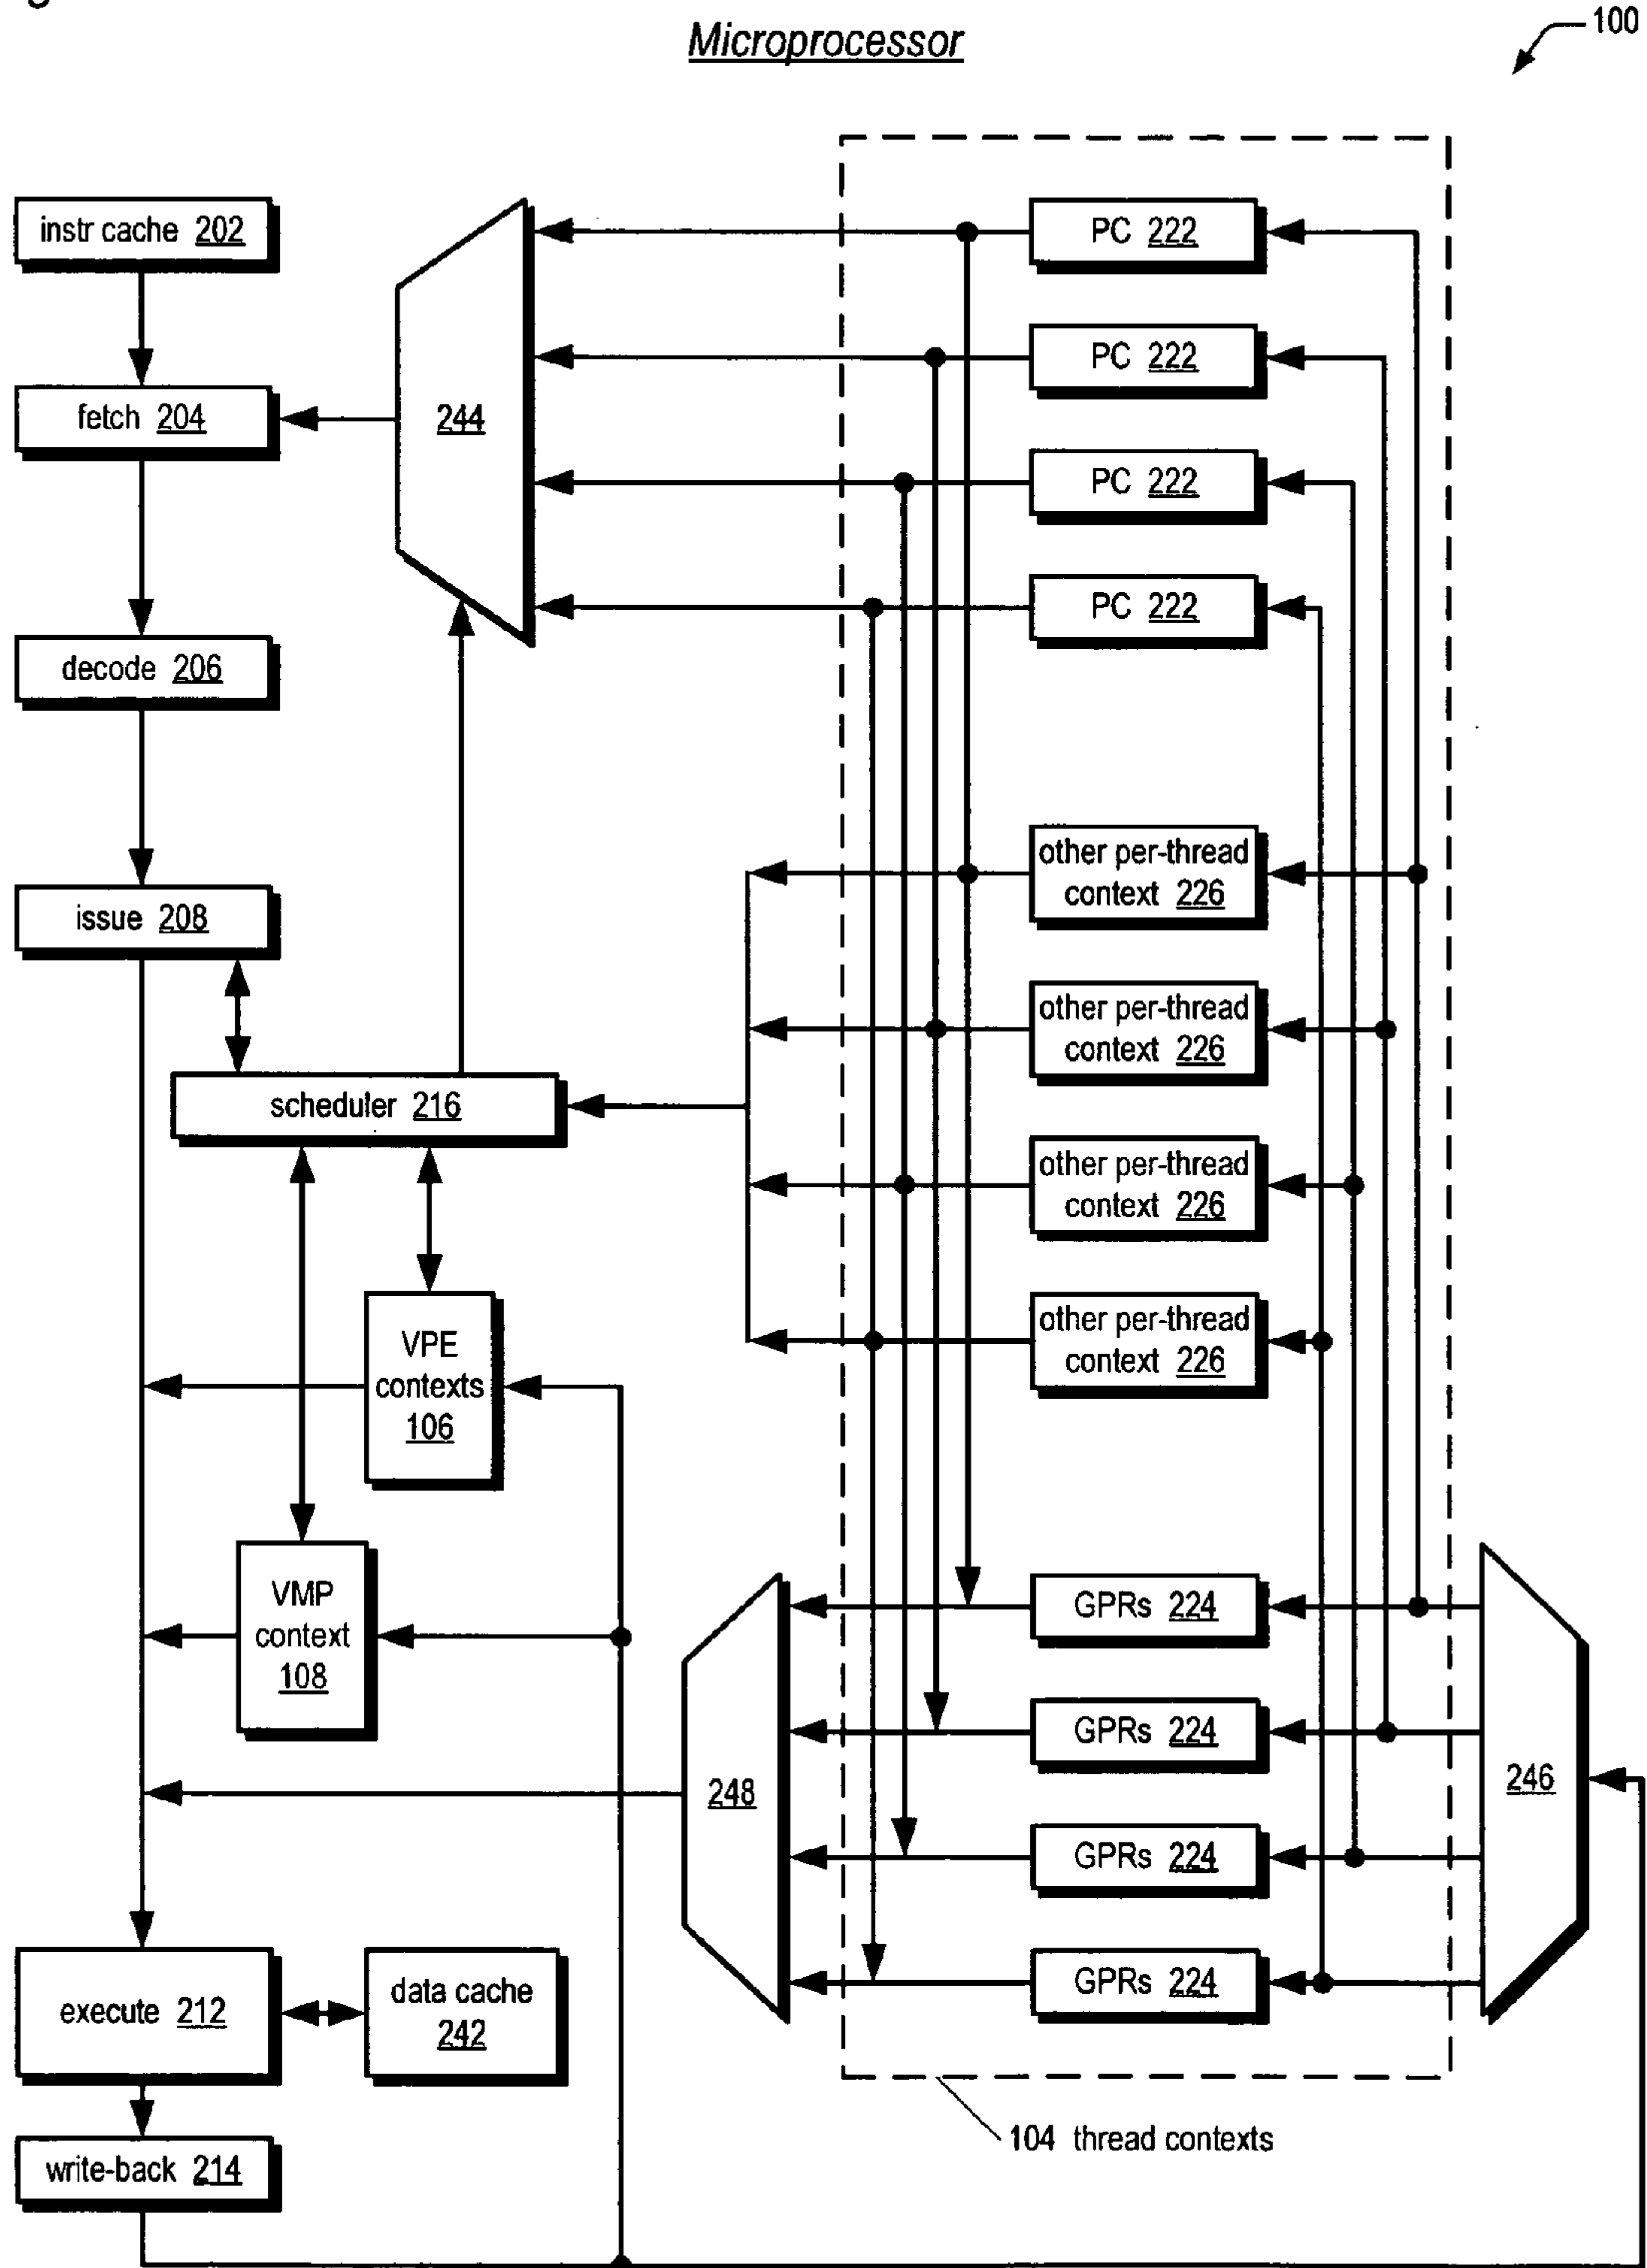 Microprocessor
100
instr cache 202
PC 222
PC 222
fetch 204
244
PC 222
PC 222
decode 206
other per-thread
context 226
issue 208
other per-thread
context 226
scheduler 216
other per-thread
context 226
other per-thread
context 226
VPE
contexts
106
VMP
context
108
GPRs 224
GPRs 224
248
246
GPRs 224
GPRs 224
execute 212
data cache
242
104 thread contexts
write-back 214